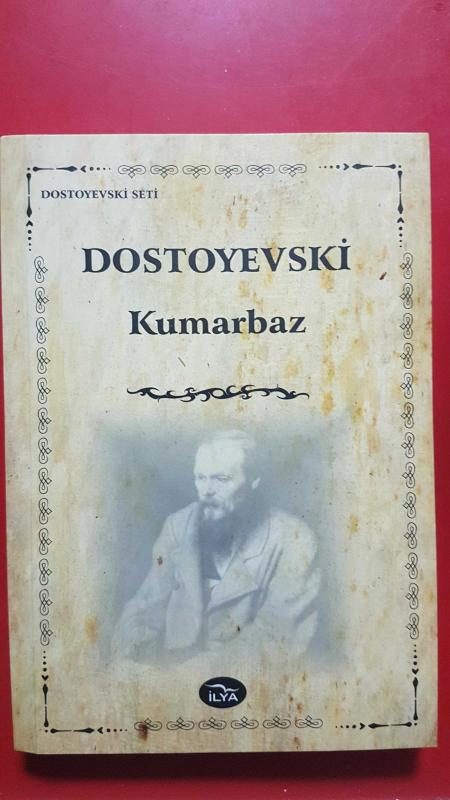 DOSTOYEVSKİ SETİ
DOSTOYEVSKİ
Kumarbaz
İLYA